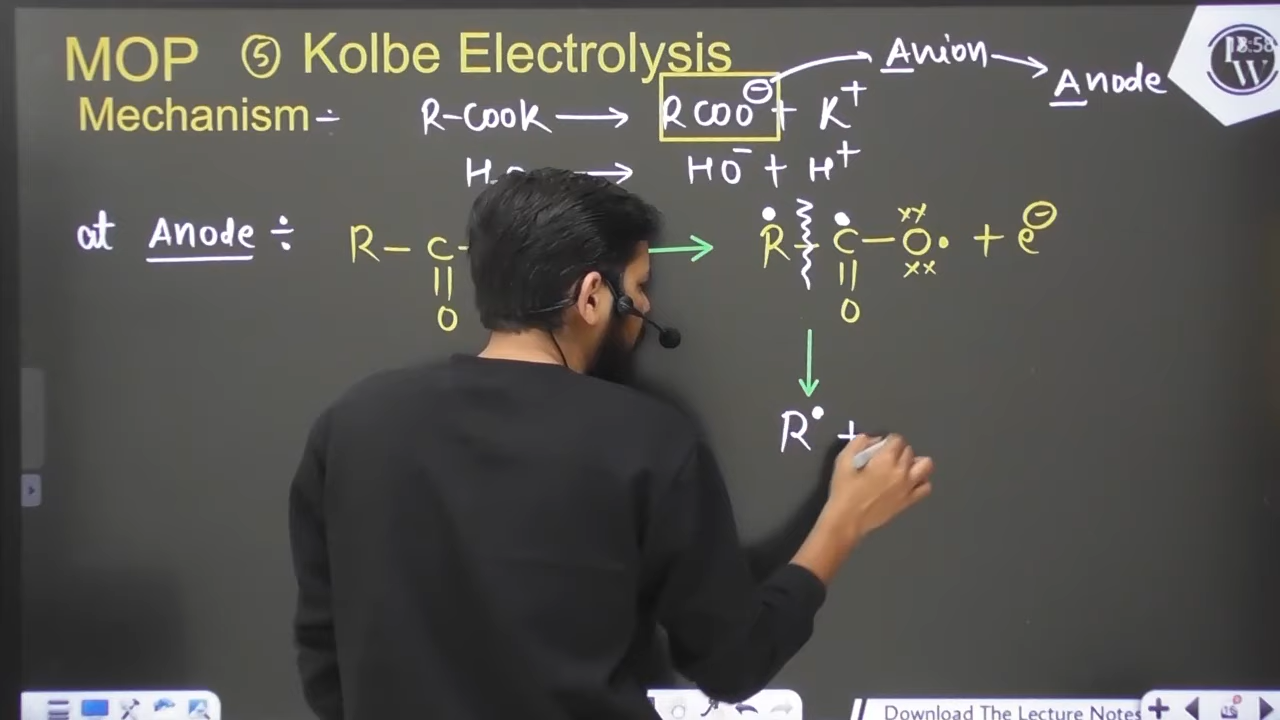 MOP ⑤ Kolbe Electrolysis
Anion → Anode
Mechanism ÷ R-COOK → RCOO⊖ + K⁺
H → HO⁻ + H⁺
at Anode ÷ R – C – → Ṙ – Ċ – O• + e⊖
O O
R• +
Download The Lecture Notes